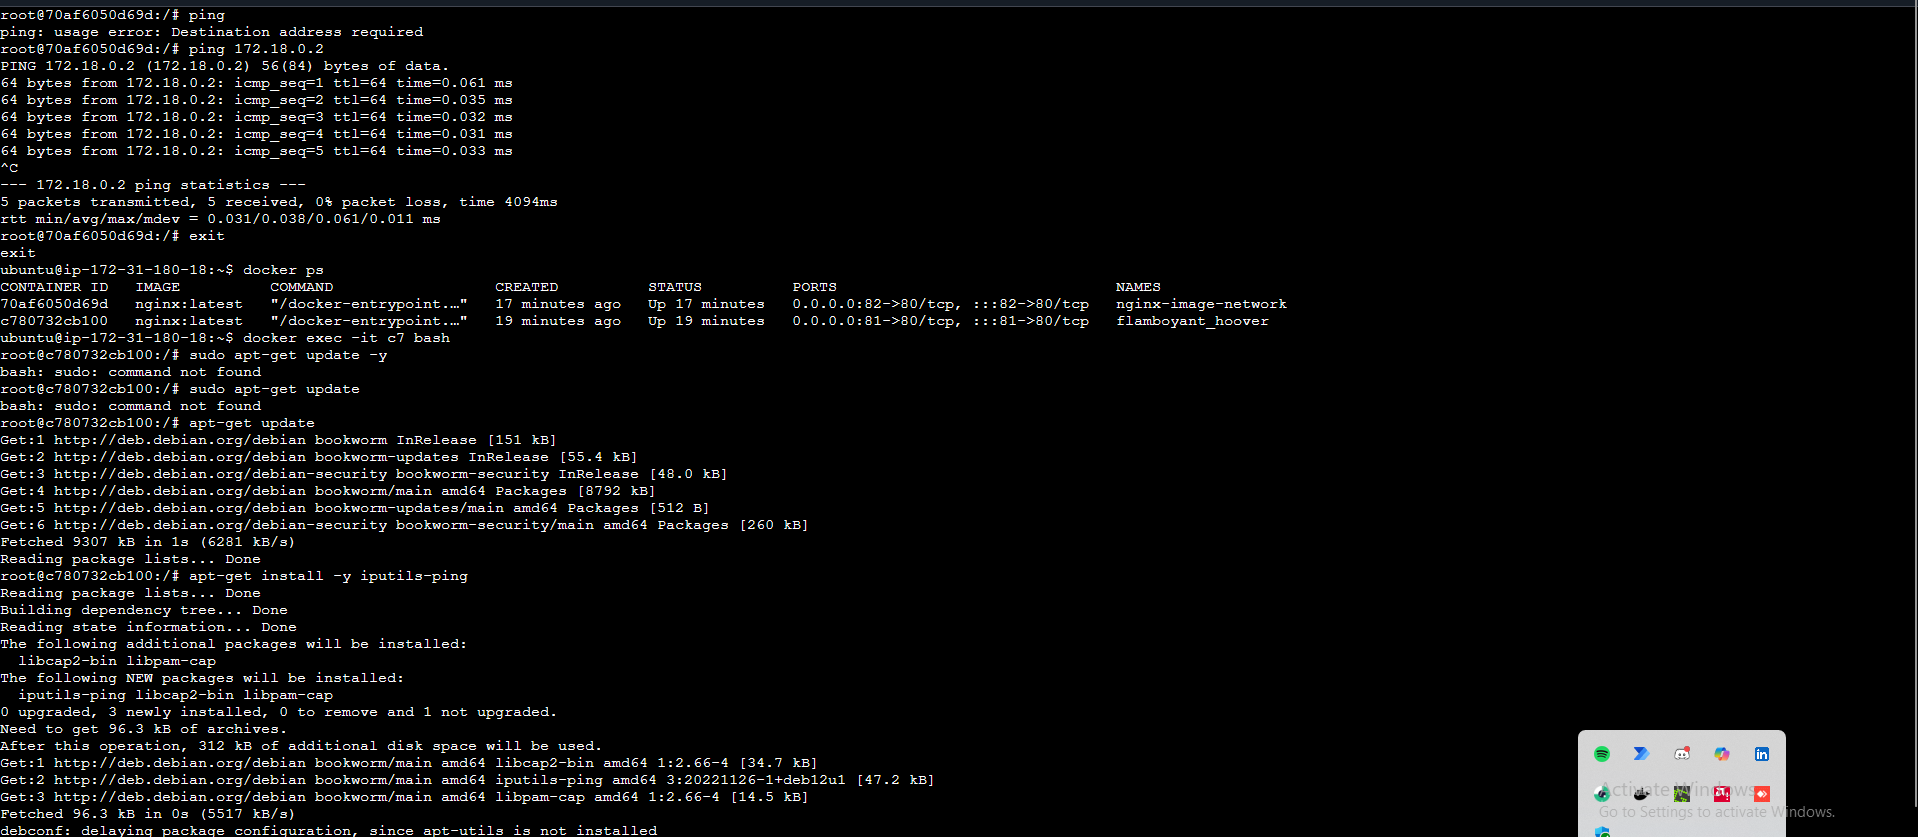 root@70af6050d69d:/# ping
ping: usage error: Destination address required
root@70af6050d69d:/# ping 172.18.0.2
PING 172.18.0.2 (172.18.0.2) 56(84) bytes of data.
64 bytes from 172.18.0.2: icmp_seq=1 ttl=64 time=0.061 ms
64 bytes from 172.18.0.2: icmp_seq=2 ttl=64 time=0.035 ms
64 bytes from 172.18.0.2: icmp_seq=3 ttl=64 time=0.032 ms
64 bytes from 172.18.0.2: icmp_seq=4 ttl=64 time=0.031 ms
64 bytes from 172.18.0.2: icmp_seq=5 ttl=64 time=0.033 ms
^C
--- 172.18.0.2 ping statistics ---
5 packets transmitted, 5 received, 0% packet loss, time 4094ms
rtt min/avg/max/mdev = 0.031/0.038/0.061/0.011 ms
root@70af6050d69d:/# exit
exit
ubuntu@ip-172-31-180-18:~$ docker ps
CONTAINER ID   IMAGE          COMMAND                  CREATED          STATUS          PORTS                               NAMES
70af6050d69d   nginx:latest   "/docker-entrypoint.…"   17 minutes ago   Up 17 minutes   0.0.0.0:82->80/tcp, :::82->80/tcp   nginx-image-network
c780732cb100   nginx:latest   "/docker-entrypoint.…"   19 minutes ago   Up 19 minutes   0.0.0.0:81->80/tcp, :::81->80/tcp   flamboyant_hoover
ubuntu@ip-172-31-180-18:~$ docker exec -it c7 bash
root@c780732cb100:/# sudo apt-get update -y
bash: sudo: command not found
root@c780732cb100:/# sudo apt-get update
bash: sudo: command not found
root@c780732cb100:/# apt-get update
Get:1 http://deb.debian.org/debian bookworm InRelease [151 kB]
Get:2 http://deb.debian.org/debian bookworm-updates InRelease [55.4 kB]
Get:3 http://deb.debian.org/debian-security bookworm-security InRelease [48.0 kB]
Get:4 http://deb.debian.org/debian bookworm/main amd64 Packages [8792 kB]
Get:5 http://deb.debian.org/debian bookworm-updates/main amd64 Packages [512 B]
Get:6 http://deb.debian.org/debian-security bookworm-security/main amd64 Packages [260 kB]
Fetched 9307 kB in 1s (6281 kB/s)
Reading package lists... Done
root@c780732cb100:/# apt-get install -y iputils-ping
Reading package lists... Done
Building dependency tree... Done
Reading state information... Done
The following additional packages will be installed:
  libcap2-bin libpam-cap
The following NEW packages will be installed:
  iputils-ping libcap2-bin libpam-cap
0 upgraded, 3 newly installed, 0 to remove and 1 not upgraded.
Need to get 96.3 kB of archives.
After this operation, 312 kB of additional disk space will be used.
Get:1 http://deb.debian.org/debian bookworm/main amd64 libcap2-bin amd64 1:2.66-4 [34.7 kB]
Get:2 http://deb.debian.org/debian bookworm/main amd64 iputils-ping amd64 3:20221126-1+deb12u1 [47.2 kB]
Get:3 http://deb.debian.org/debian bookworm/main amd64 libpam-cap amd64 1:2.66-4 [14.5 kB]
Fetched 96.3 kB in 0s (5517 kB/s)
debconf: delaying package configuration, since apt-utils is not installed
in
Activate Windows
Go to Settings to activate Windows.